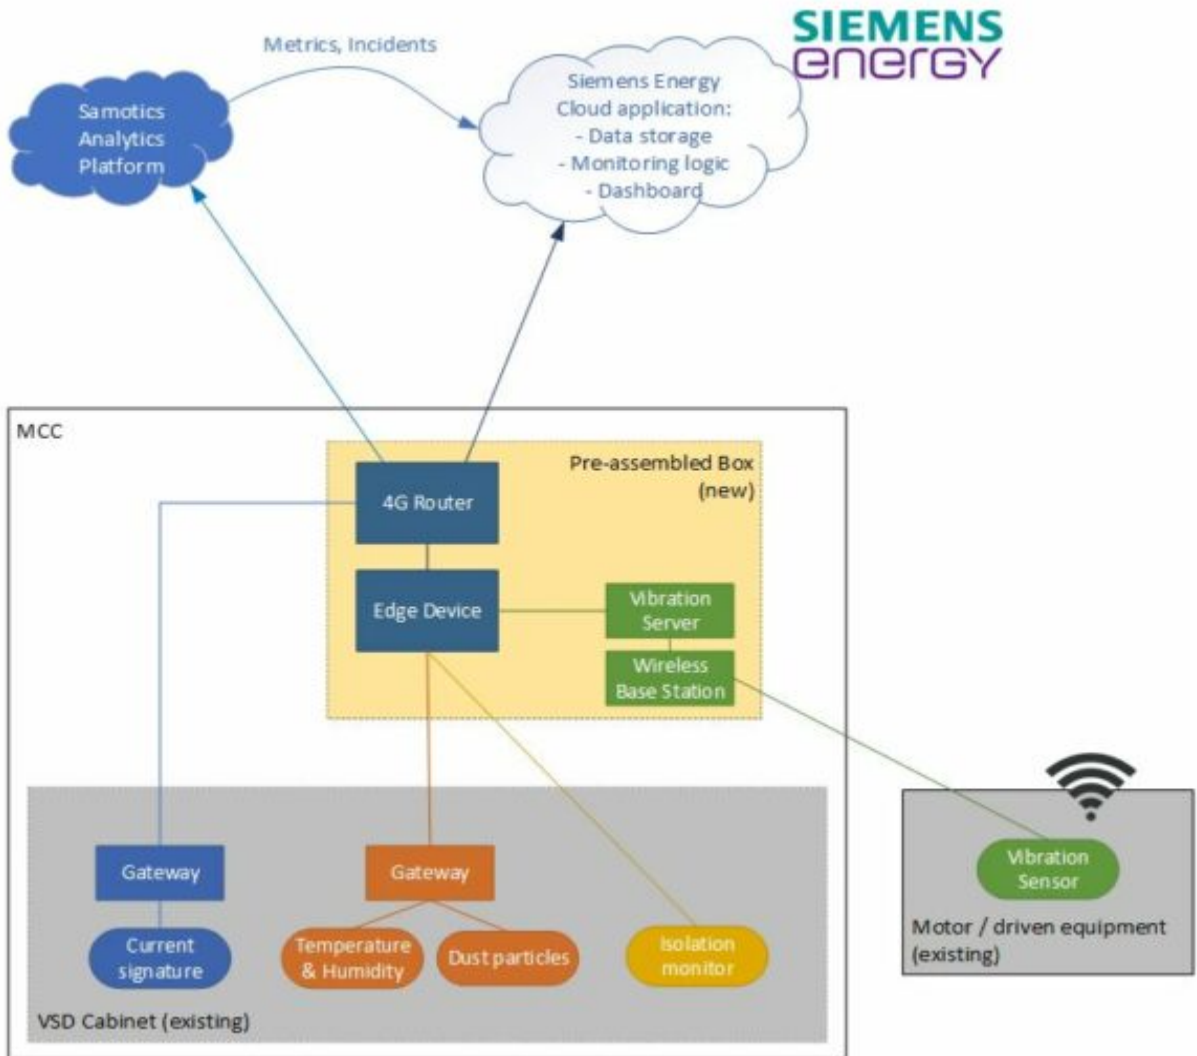 SIEMENS
energy
Metrics, Incidents
Samotics
Analytics
Platform
Siemens Energy
Cloud application:
- Data storage
- Monitoring logic
- Dashboard
MCC
Pre-assembled Box
(new)
4G Router
Edge Device
Vibration
Server
Wireless
Base Station
Gateway
Gateway
Current
signature
Temperature
& Humidity
Dust particles
Isolation
monitor
VSD Cabinet (existing)
Vibration
Sensor
Motor / driven equipment
(existing)